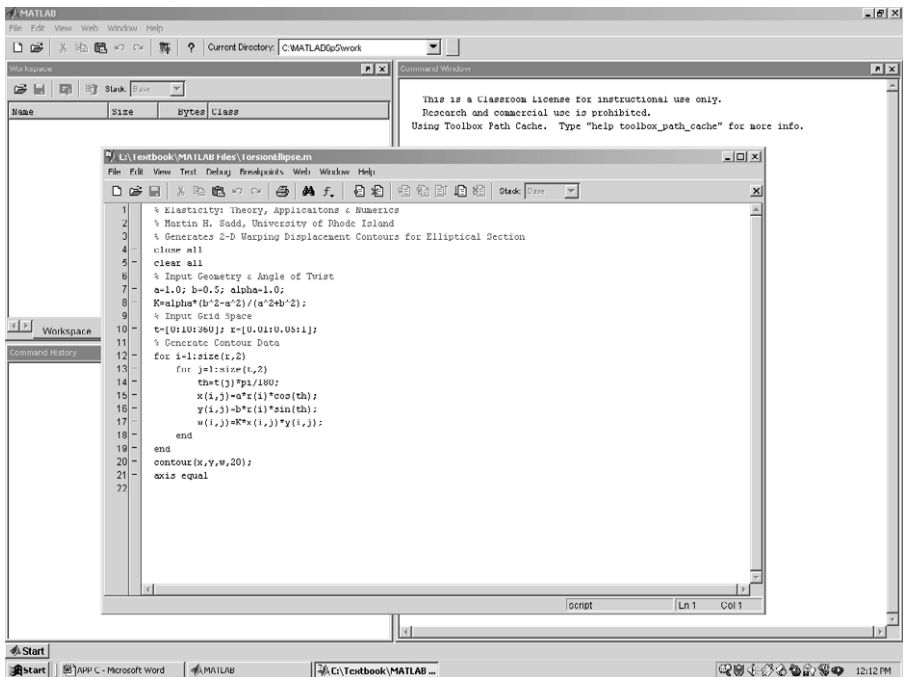 MATLAB
File Edit View Web Window Help
? Current Directory: C:\MATLAB6p5\work
Workspace
Stack: Base
Name Size Bytes Class
Workspace
Command History
Command Window
This is a Classroom License for instructional use only.
Research and commercial use is prohibited.
Using Toolbox Path Cache. Type "help toolbox_path_cache" for more info.
C:\Textbook\MATLAB Files\TorsionEllipse.m
File Edit View Text Debug Breakpoints Web Window Help
Stack: Base
1 % Elasticity: Theory, Applicaitons & Numerics
2 % Martin H. Sadd, University of Rhode Island
3 % Generates 2-D Warping Displacement Contours for Elliptical Section
4 - close all
5 - clear all
6 % Input Geometry & Angle of Twist
7 - a=1.0; b=0.5; alpha=1.0;
8 - K=alpha*(b^2-a^2)/(a^2+b^2);
9 % Input Grid Space
10 - t=[0:10:360]; r=[0.01:0.05:1];
11 % Generate Contour Data
12 - for i=1:size(r,2)
13 - for j=1:size(t,2)
14 - th=t(j)*pi/180;
15 - x(i,j)=a*r(i)*cos(th);
16 - y(i,j)=b*r(i)*sin(th);
17 - w(i,j)=K*x(i,j)*y(i,j);
18 - end
19 - end
20 - contour(x,y,w,20);
21 - axis equal
22
script Ln 1 Col 1
Start
Start APP C - Microsoft Word MATLAB C:\Textbook\MATLAB ... 12:12 PM